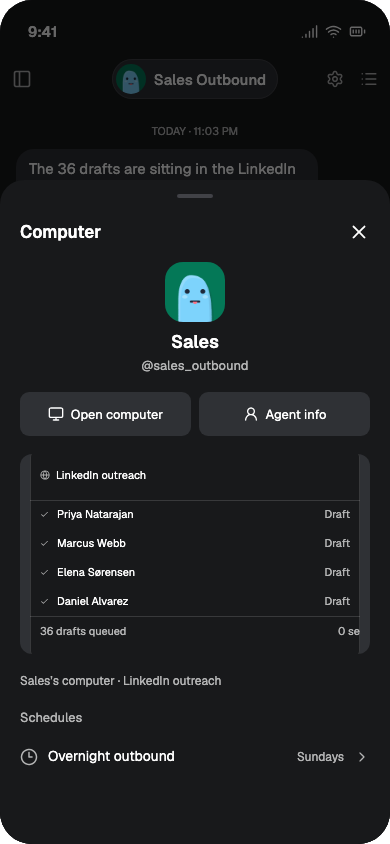 9:41
Sales Outbound
TODAY · 11:03 PM
The 36 drafts are sitting in the LinkedIn
Computer
Sales
@sales_outbound
Open computer
Agent info
LinkedIn outreach
Priya Natarajan Draft
Marcus Webb Draft
Elena Sørensen Draft
Daniel Alvarez Draft
36 drafts queued 0 se
Sales's computer · LinkedIn outreach
Schedules
Overnight outbound Sundays